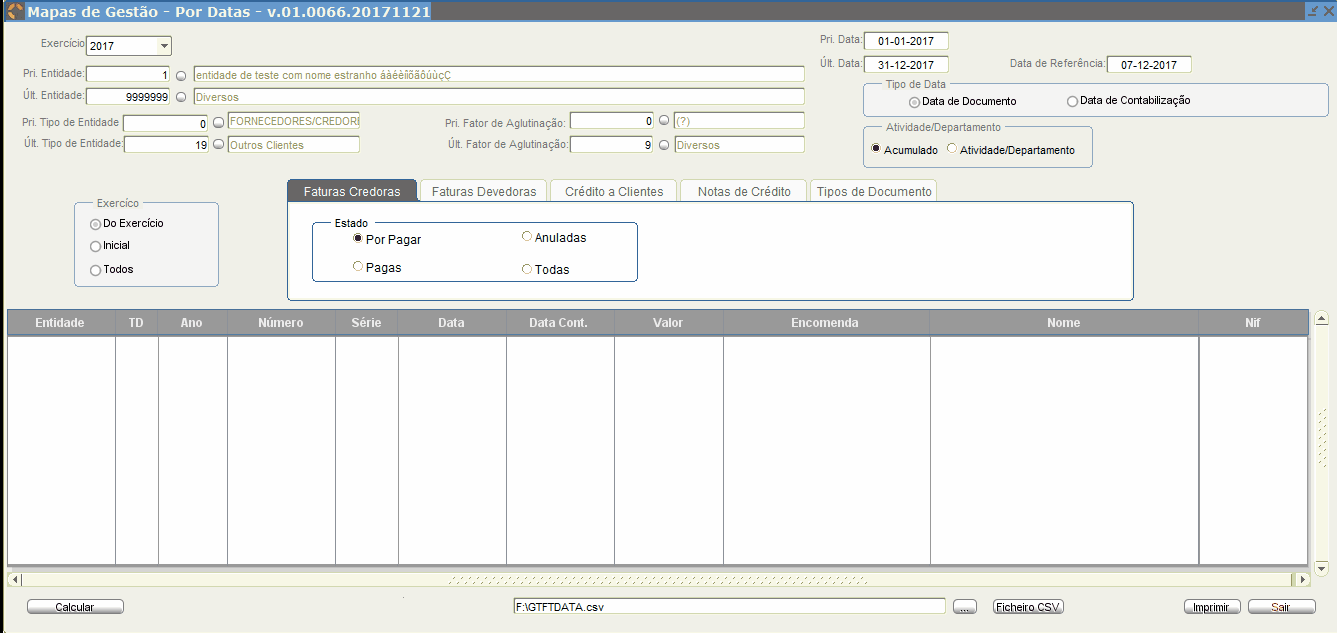 Mapas de Gestão - Por Datas - v.01.0066.20171121
Exercício 2017
Pri. Data: 01-01-2017
Últ. Data: 31-12-2017 Data de Referência: 07-12-2017
Pri. Entidade: 1 entidade de teste com nome estranho áàéèíîõãôúùçÇ
Últ. Entidade: 9999999 Diversos
Tipo de Data
Data de Documento Data de Contabilização
Pri. Tipo de Entidade 0 FORNECEDORES/CREDORI Pri. Fator de Aglutinação: 0 (?)
Últ. Tipo de Entidade: 19 Outros Clientes Últ. Fator de Aglutinação: 9 Diversos
Atividade/Departamento
Acumulado Atividade/Departamento
Faturas Credoras Faturas Devedoras Crédito a Clientes Notas de Crédito Tipos de Documento
Exercíco
Do Exercício
Inicial
Todos
Estado
Por Pagar Anuladas
Pagas Todas
Entidade TD Ano Número Série Data Data Cont. Valor Encomenda Nome Nif
Calcular F:\GTFTDATA.csv ... Ficheiro CSV Imprimir Sair